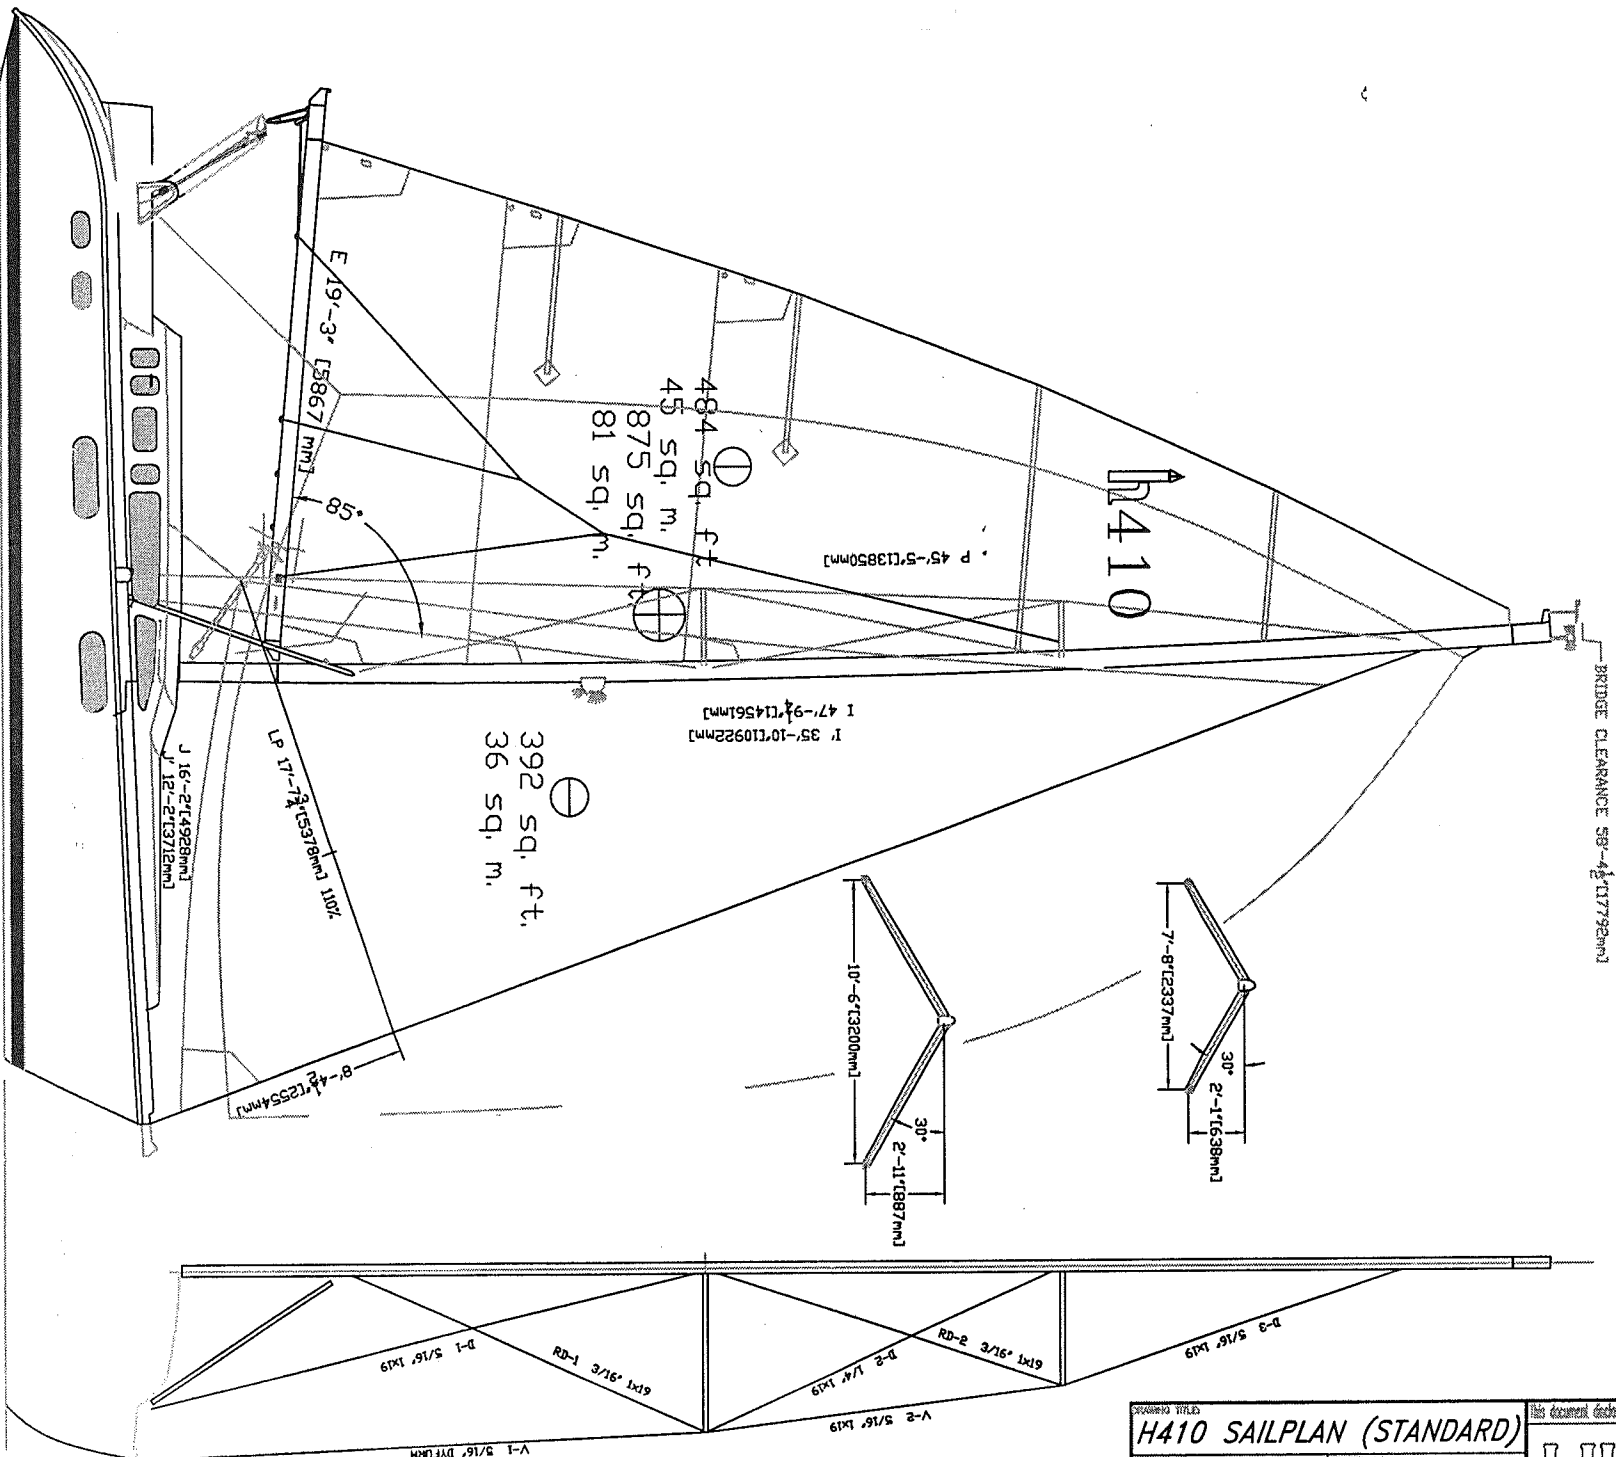 BRIDGE CLEARANCE 58'-4½"[17792mm]
h410
P 45'-5"[13850mm]
E 19'-3" [5867 mm]
85°
484 sq. ft
45 sq. m.
875 sq. ft
81 sq. m.
I 47'-9¼"[14561mm]
I' 35'-10"[10922mm]
392 sq. ft.
36 sq. m.
J 16'-2"[4928mm]
J' 12'-2"[3712mm]
LP 17'-7¾"[5378mm] 110%
8'-4½"[2554mm]
7'-8"[2337mm]
30°
2'-1"[638mm]
10'-6"[3200mm]
30°
2'-11"[887mm]
D-1 5/16" 1x19
RD-1 3/16" 1x19
D-2 1/4" 1x19
RD-2 3/16" 1x19
D-3 5/16" 1x19
V-2 5/16" 1x19
V-1 5/16" DYFORM
DRAWING TITLE:
H410 SAILPLAN (STANDARD)
this document